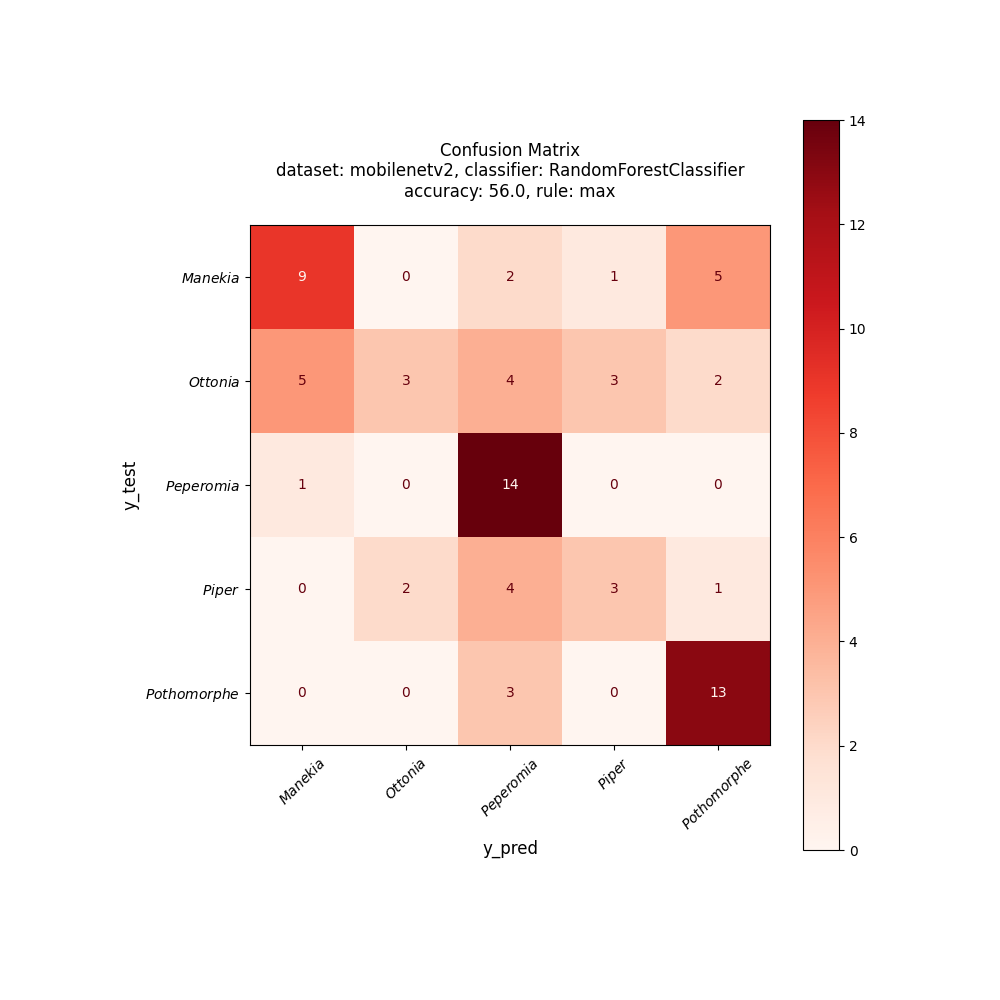 Confusion Matrix
dataset: mobilenetv2, classifier: RandomForestClassifier
accuracy: 56.0, rule: max
y_test
Manekia 9 0 2 1 5
Ottonia 5 3 4 3 2
Peperomia 1 0 14 0 0
Piper 0 2 4 3 1
Pothomorphe 0 0 3 0 13
Manekia Ottonia Peperomia Piper Pothomorphe
y_pred
14
12
10
8
6
4
2
0